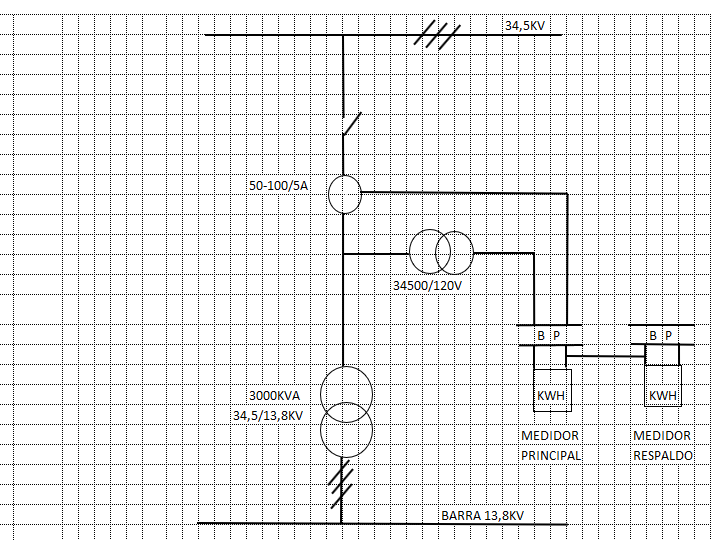 34,5KV
50-100/5A
34500/120V
B P
B P
3000KVA
34,5/13,8KV
KWH
KWH
MEDIDOR
PRINCIPAL
MEDIDOR
RESPALDO
BARRA 13,8KV